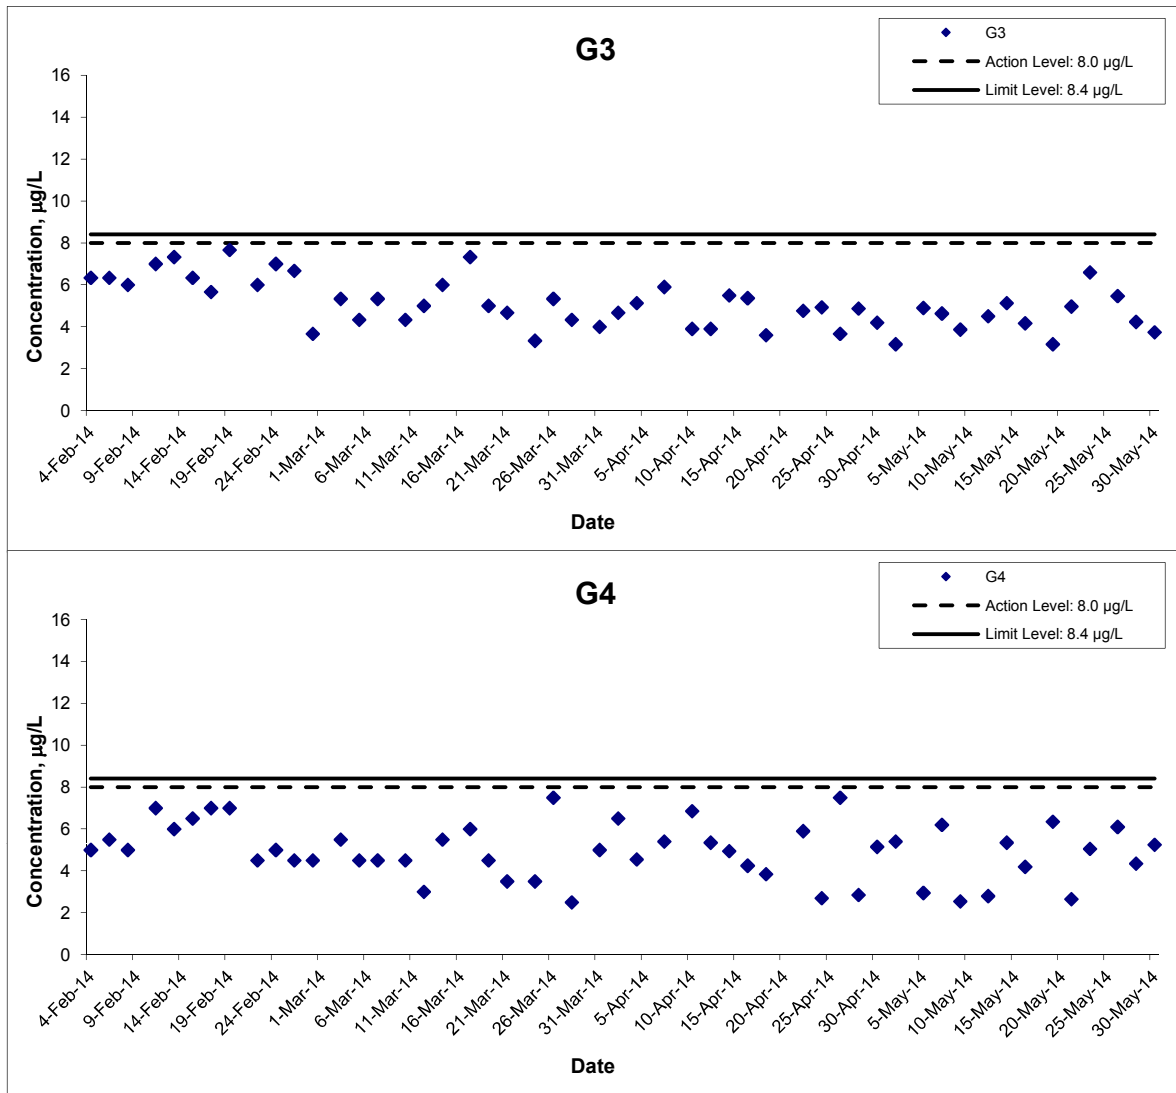 G3
G3
Action Level: 8.0 µg/L
Limit Level: 8.4 µg/L
Concentration, µg/L
16
14
12
10
8
6
4
2
0
4-Feb-14
9-Feb-14
14-Feb-14
19-Feb-14
24-Feb-14
1-Mar-14
6-Mar-14
11-Mar-14
16-Mar-14
21-Mar-14
26-Mar-14
31-Mar-14
5-Apr-14
10-Apr-14
15-Apr-14
20-Apr-14
25-Apr-14
30-Apr-14
5-May-14
10-May-14
15-May-14
20-May-14
25-May-14
30-May-14
Date
G4
G4
Action Level: 8.0 µg/L
Limit Level: 8.4 µg/L
Concentration, µg/L
16
14
12
10
8
6
4
2
0
4-Feb-14
9-Feb-14
14-Feb-14
19-Feb-14
24-Feb-14
1-Mar-14
6-Mar-14
11-Mar-14
16-Mar-14
21-Mar-14
26-Mar-14
31-Mar-14
5-Apr-14
10-Apr-14
15-Apr-14
20-Apr-14
25-Apr-14
30-Apr-14
5-May-14
10-May-14
15-May-14
20-May-14
25-May-14
30-May-14
Date